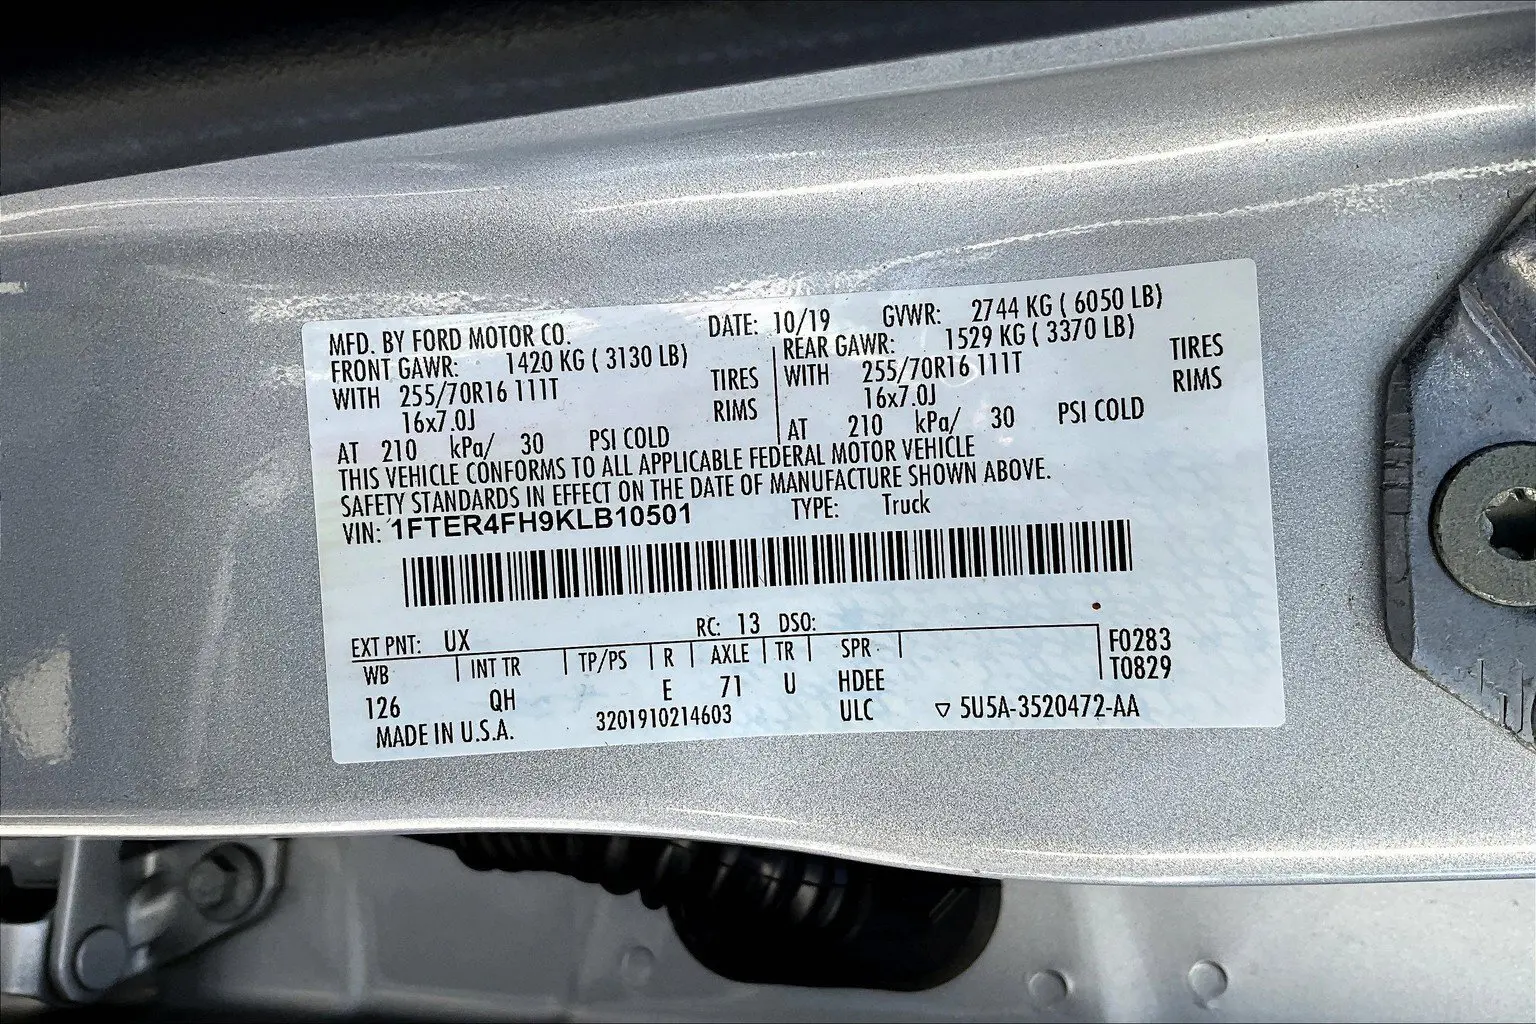 MFD. BY FORD MOTOR CO. DATE: 10/19 GVWR: 2744 KG ( 6050 LB)
FRONT GAWR: 1420 KG ( 3130 LB) REAR GAWR: 1529 KG ( 3370 LB)
WITH 255/70R16 111T TIRES WITH 255/70R16 111T TIRES
16x7.0J RIMS 16x7.0J RIMS
AT 210 kPa/ 30 PSI COLD AT 210 kPa/ 30 PSI COLD
THIS VEHICLE CONFORMS TO ALL APPLICABLE FEDERAL MOTOR VEHICLE
SAFETY STANDARDS IN EFFECT ON THE DATE OF MANUFACTURE SHOWN ABOVE.
VIN: 1FTER4FH9KLB10501 TYPE: Truck
EXT PNT: UX RC: 13 DSO:
WB INT TR TP/PS R AXLE TR SPR F0283
126 QH E 71 U HDEE T0829
MADE IN U.S.A. 3201910214603 ULC ▽ 5U5A-3520472-AA